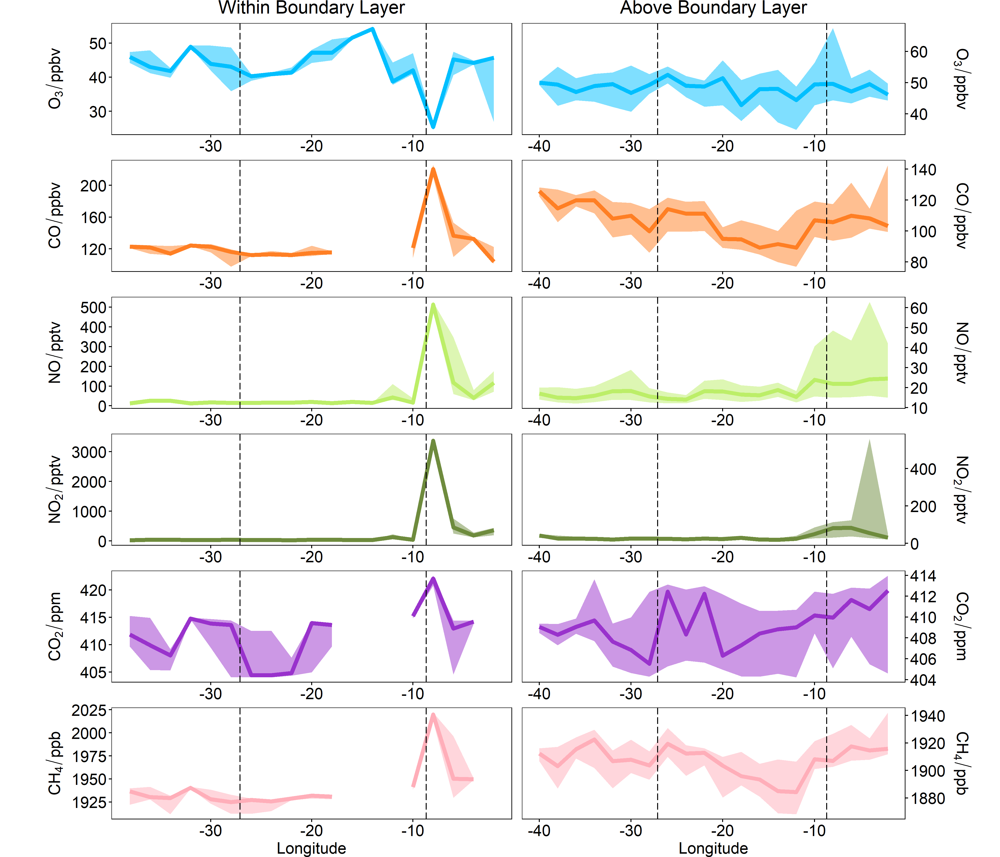 Within Boundary Layer
Above Boundary Layer
O3/ppbv
50
40
30
-30 -20 -10
60
50
40
O3/ppbv
-40 -30 -20 -10
CO/ppbv
200
160
120
-30 -20 -10
140
120
100
80
CO/ppbv
-40 -30 -20 -10
NO/pptv
500
400
300
200
100
0
-30 -20 -10
60
50
40
30
20
10
NO/pptv
-40 -30 -20 -10
NO2/pptv
3000
2000
1000
0
-30 -20 -10
400
200
0
NO2/pptv
-40 -30 -20 -10
CO2/ppm
420
415
410
405
-30 -20 -10
414
412
410
408
406
404
CO2/ppm
-40 -30 -20 -10
CH4/ppb
2025
2000
1975
1950
1925
-30 -20 -10
Longitude
1940
1920
1900
1880
CH4/ppb
-40 -30 -20 -10
Longitude